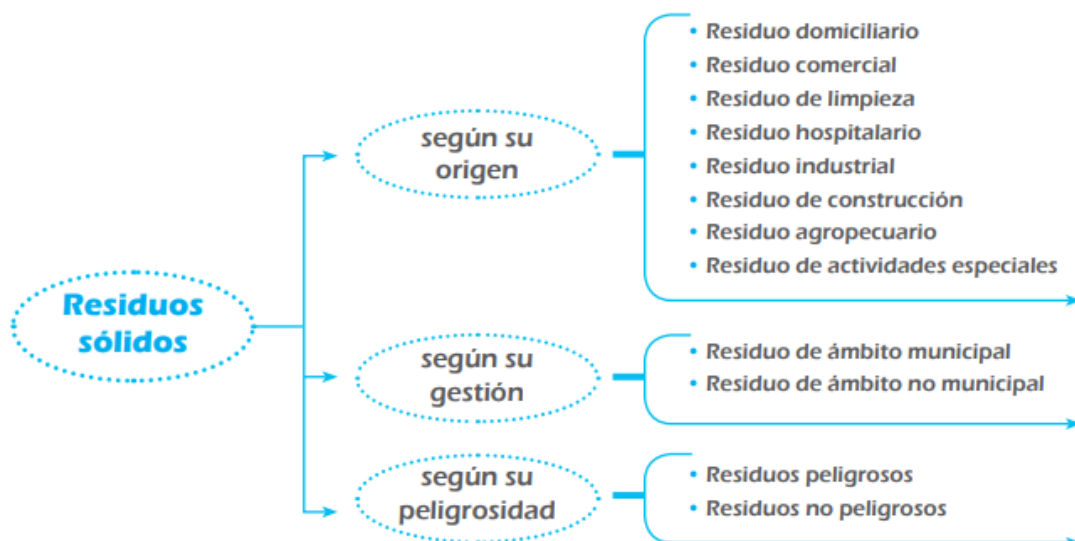 Residuos
sólidos
según su
origen
• Residuo domiciliario
• Residuo comercial
• Residuo de limpieza
• Residuo hospitalario
• Residuo industrial
• Residuo de construcción
• Residuo agropecuario
• Residuo de actividades especiales
según su
gestión
• Residuo de ámbito municipal
• Residuo de ámbito no municipal
según su
peligrosidad
• Residuos peligrosos
• Residuos no peligrosos